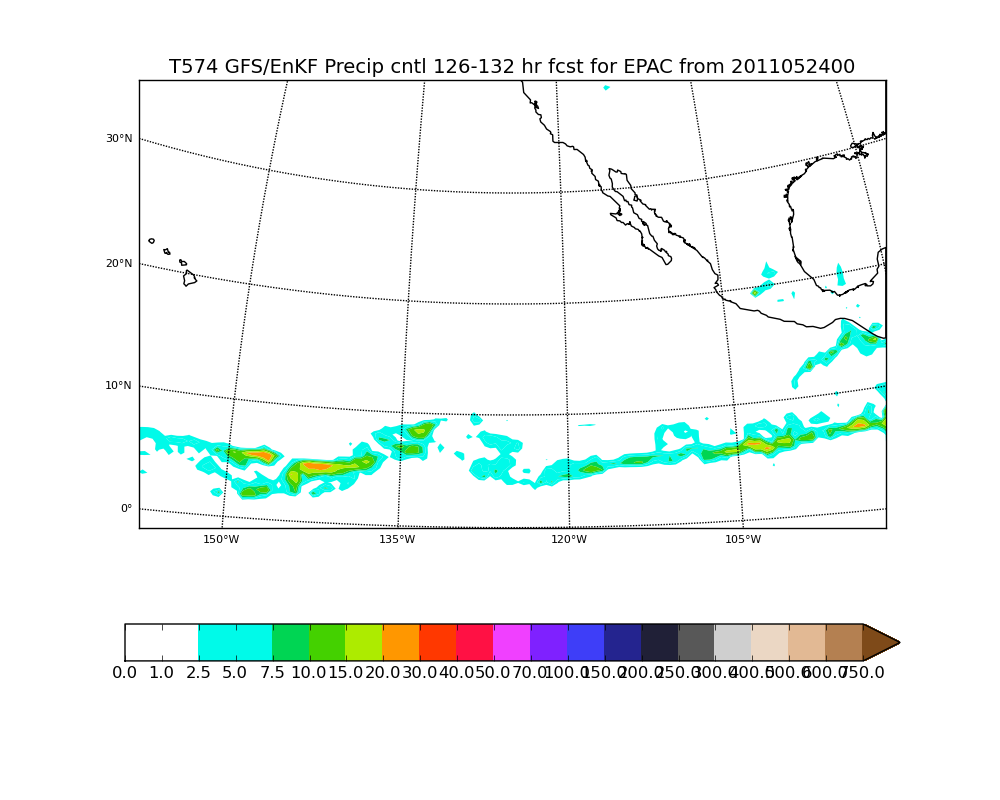 T574 GFS/EnKF Precip cntl 126-132 hr fcst for EPAC from 2011052400
30°N
20°N
10°N
0°
150°W 135°W 120°W 105°W
0.0 1.0 2.5 5.0 7.5 10.0 15.0 20.0 30.0 40.0 50.0 70.0 100.0 150.0 200.0 250.0 300.0 400.0 500.0 600.0 750.0